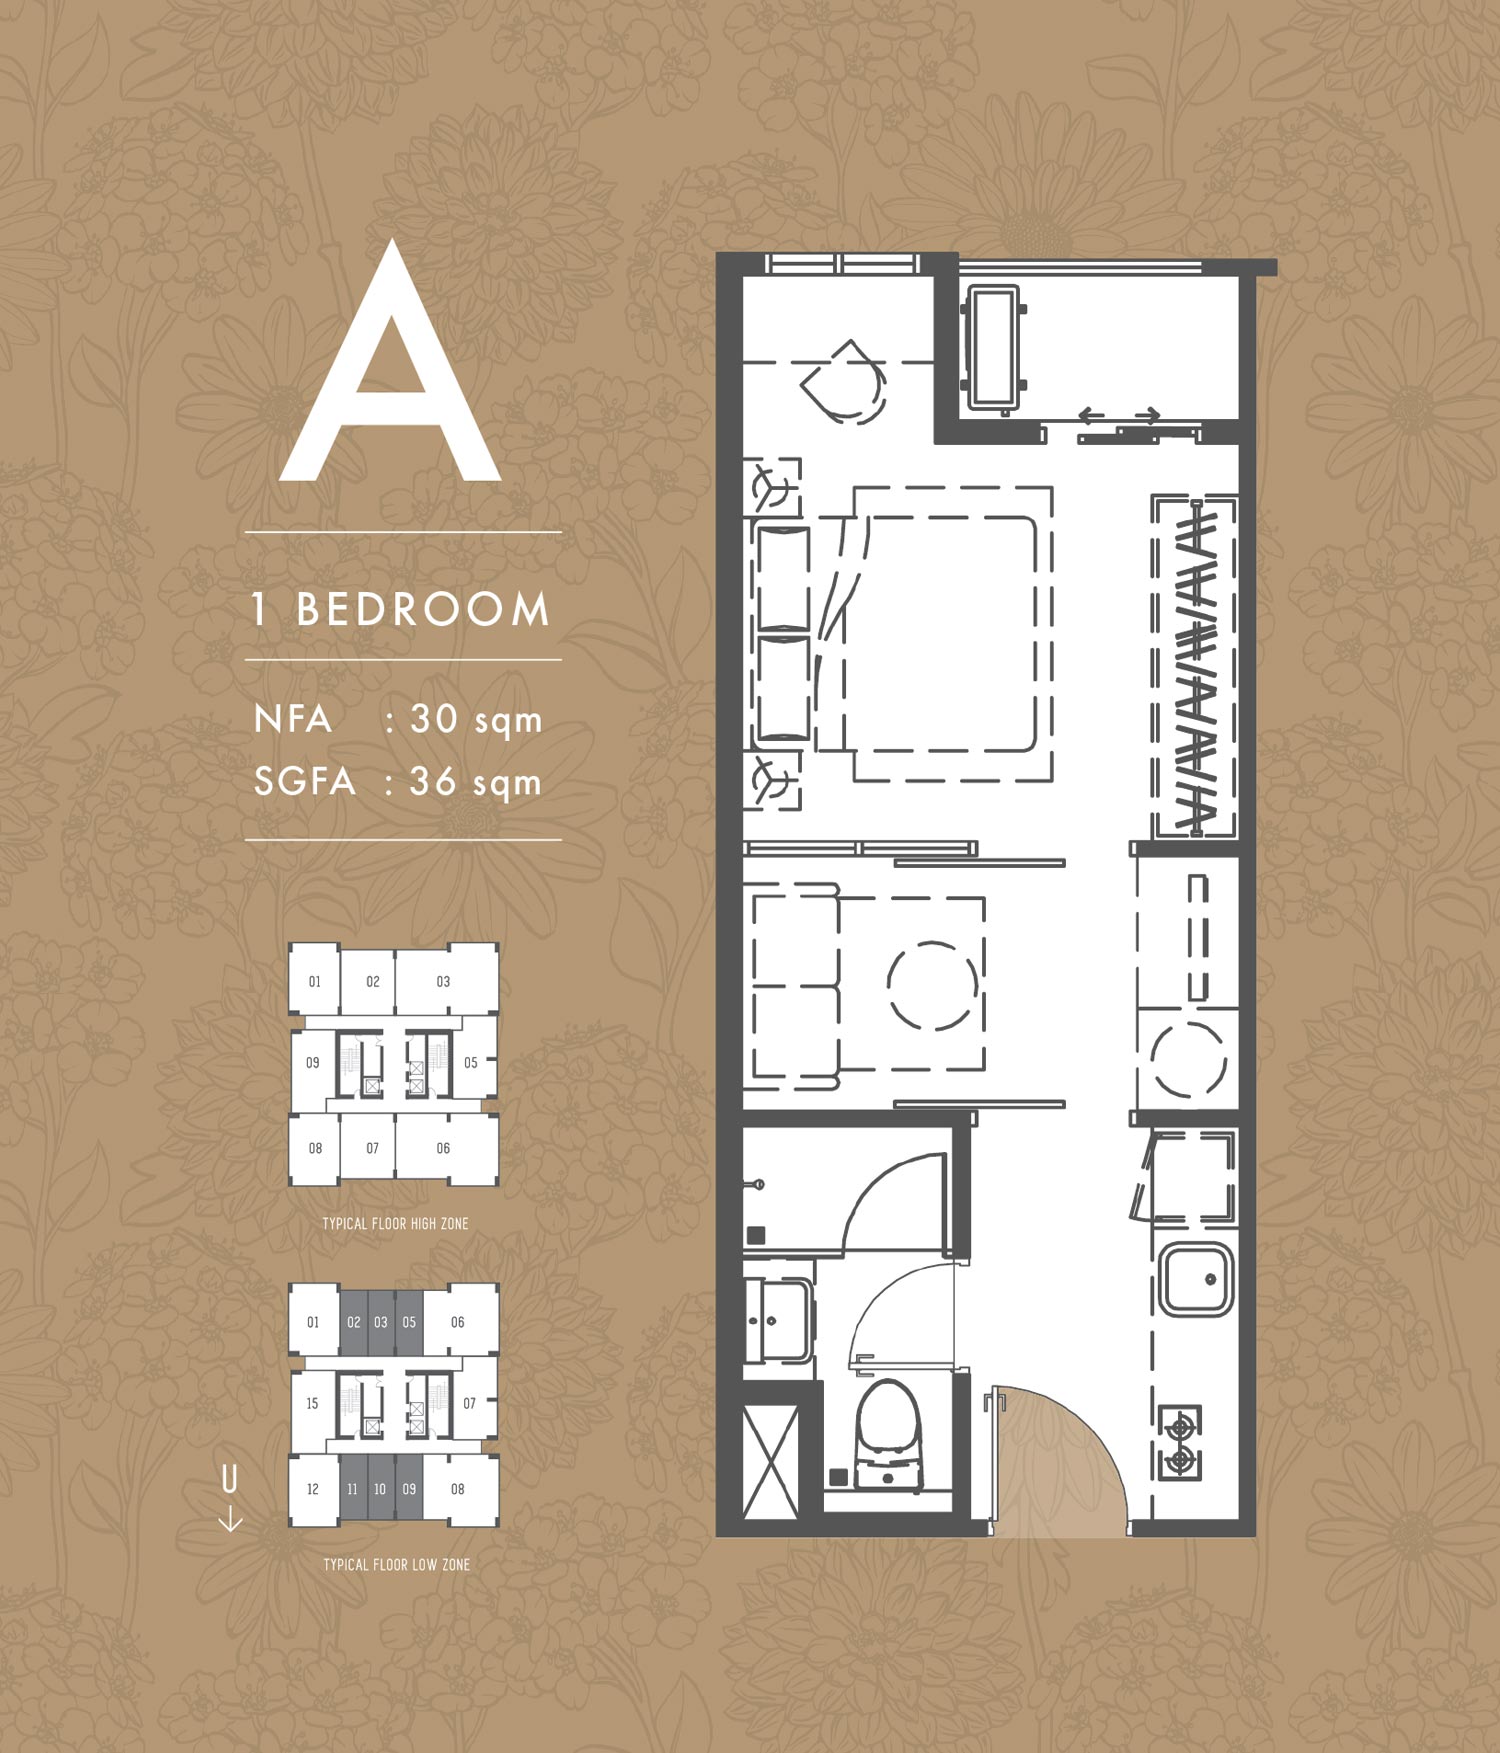 A
1 BEDROOM
NFA : 30 sqm
SGFA : 36 sqm
01 02 03
09 05
08 07 06
TYPICAL FLOOR HIGH ZONE
01 02 03 05 06
15 07
12 11 10 09 08
U
TYPICAL FLOOR LOW ZONE